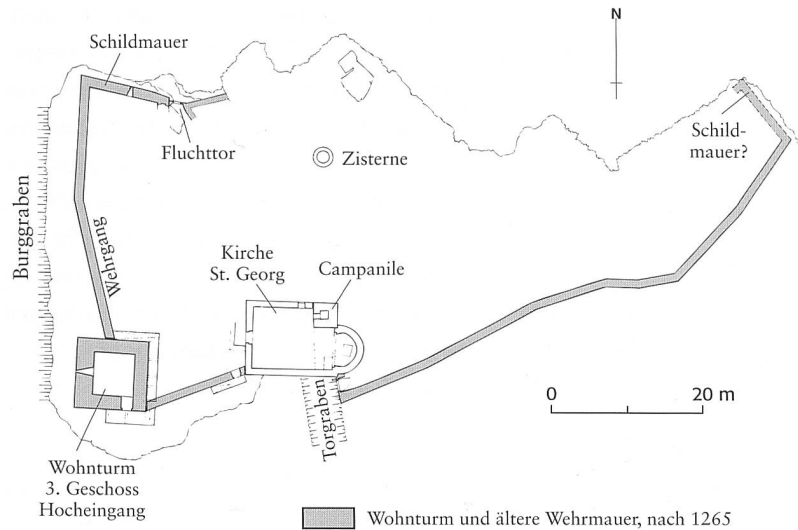 N
Schildmauer
Schild-
mauer?
Fluchttor
Zisterne
Burggraben
Wehrgang
Kirche
St. Georg
Campanile
Torgraben
0 20 m
Wohnturm
3. Geschoss
Hocheingang
Wohnturm und ältere Wehrmauer, nach 1265